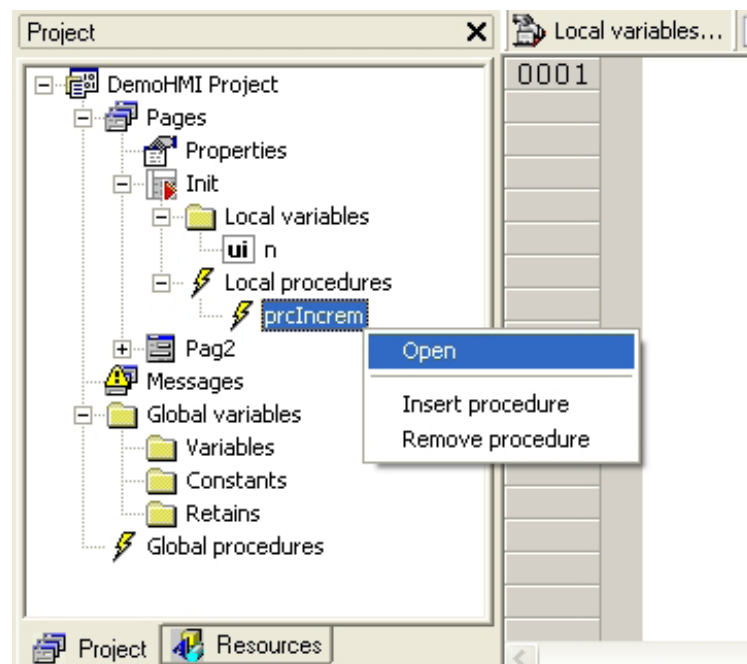 Project
Local variables...
0001
DemoHMI Project
Pages
Properties
Init
Local variables
ui n
Local procedures
prcIncrem
Open
Pag2
Messages
Insert procedure
Global variables
Remove procedure
Variables
Constants
Retains
Global procedures
Project
Resources